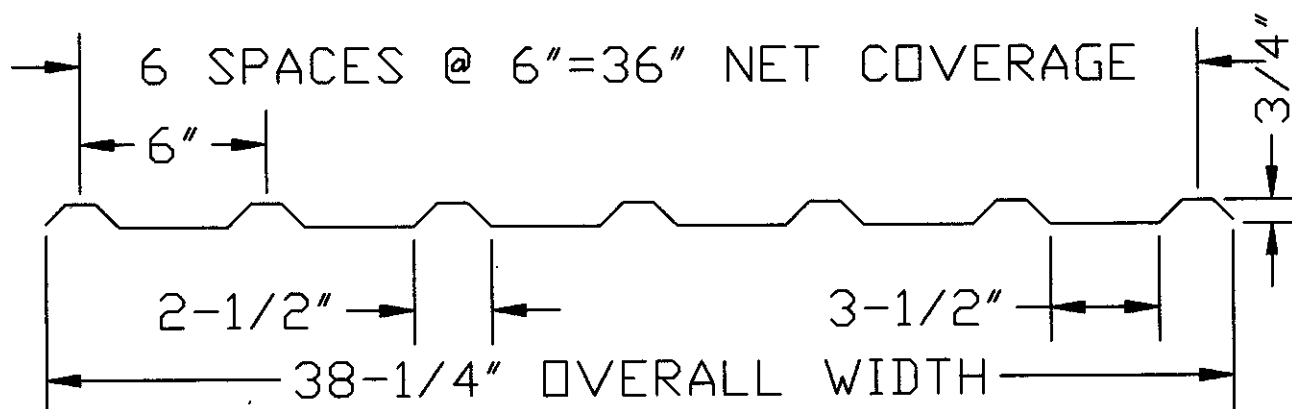 6 SPACES @ 6"=36" NET COVERAGE
3/4"
6"
2-1/2"
3-1/2"
38-1/4" OVERALL WIDTH